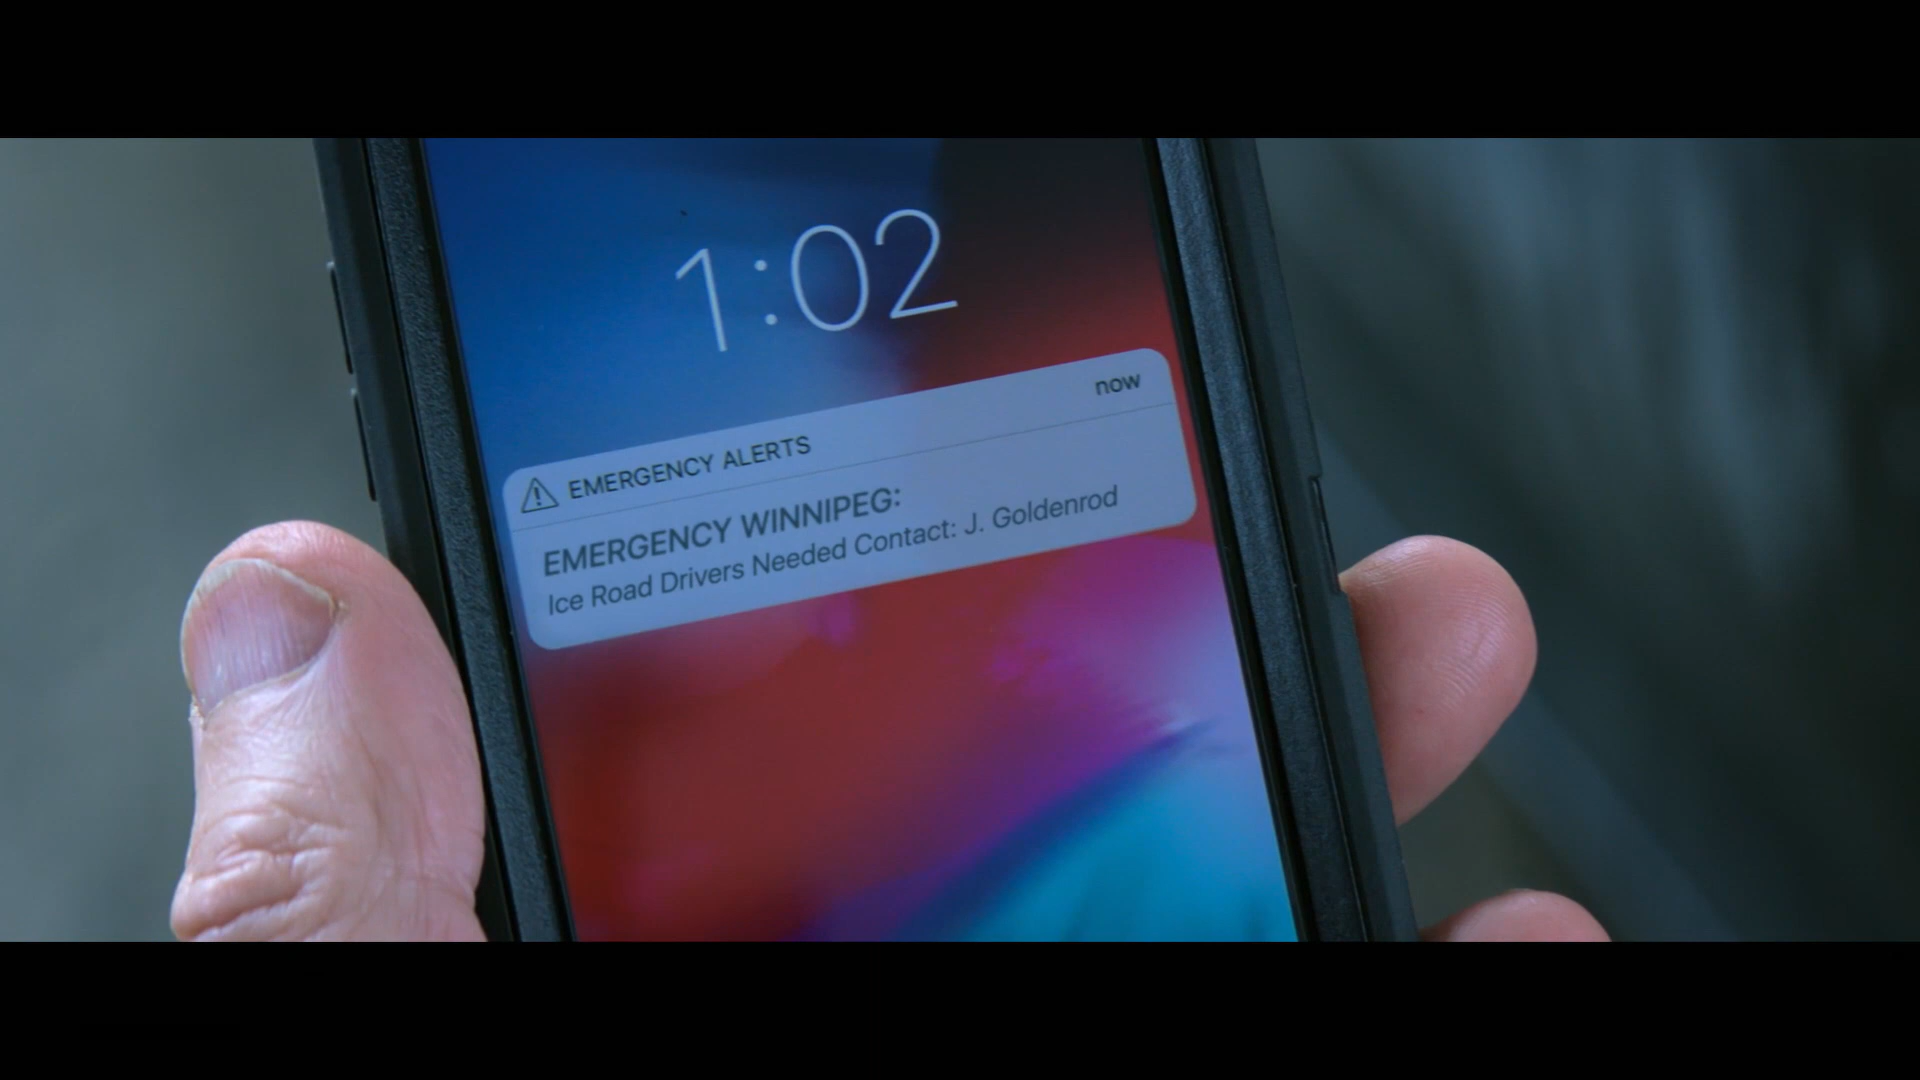 1:02
EMERGENCY ALERTS now
EMERGENCY WINNIPEG:
Ice Road Drivers Needed Contact: J. Goldenrod